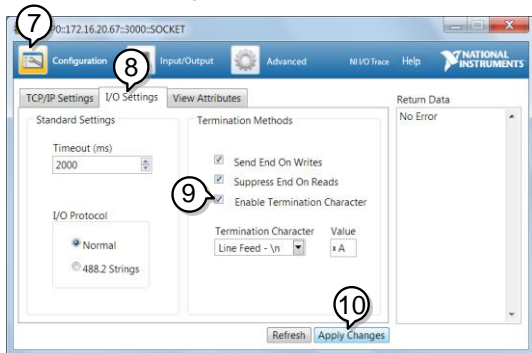 7
P0::172.16.20.67::3000::SOCKET
Configuration
8
Input/Output
Advanced
NI I/O Trace
Help
NATIONAL
INSTRUMENTS
TCP/IP Settings
I/O Settings
View Attributes
Return Data
Standard Settings
Termination Methods
No Error
Timeout (ms)
2000
Send End On Writes
Suppress End On Reads
9
Enable Termination Character
I/O Protocol
Termination Character
Value
Normal
Line Feed - \n
x A
488.2 Strings
10
Refresh
Apply Changes